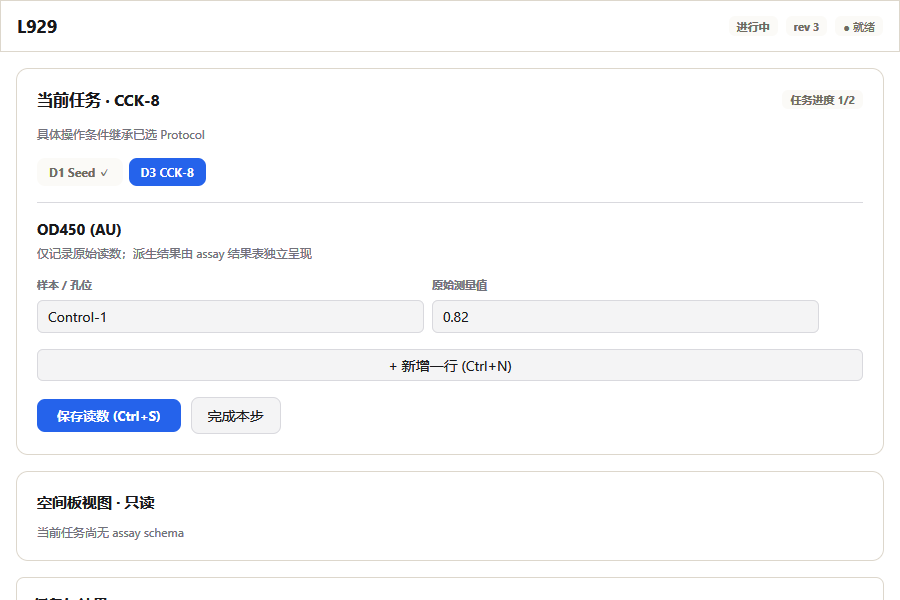 L929
进行中 rev 3 ● 就绪
当前任务 · CCK-8
任务进度 1/2
具体操作条件继承已选 Protocol
D1 Seed ✓ D3 CCK-8
OD450 (AU)
仅记录原始读数；派生结果由 assay 结果表独立呈现
样本 / 孔位 原始测量值
Control-1 0.82
+ 新增一行 (Ctrl+N)
保存读数 (Ctrl+S) 完成本步
空间板视图 · 只读
当前任务尚无 assay schema